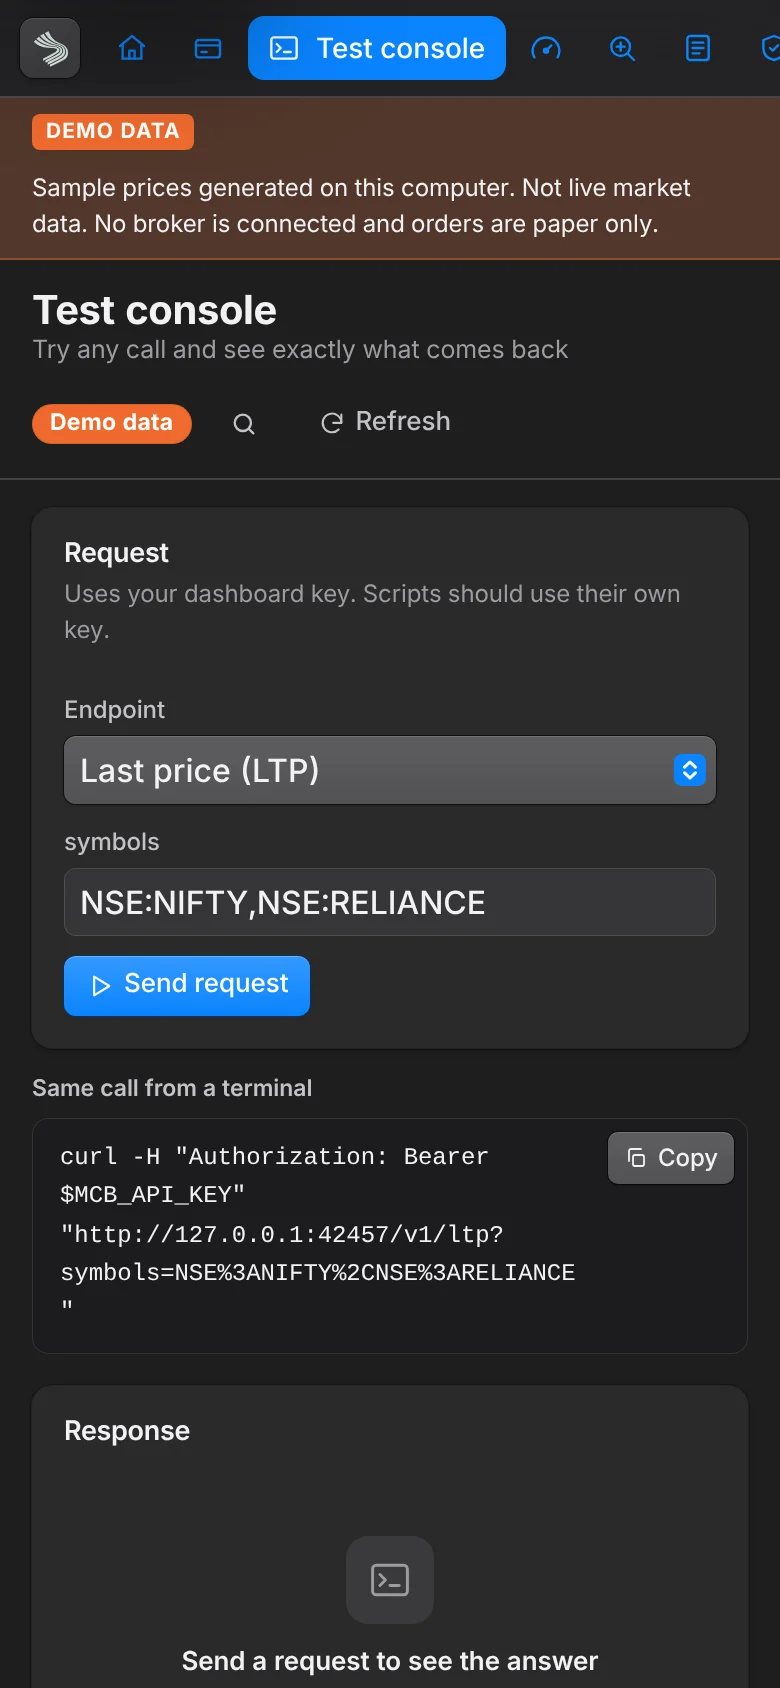 Test console
DEMO DATA
Sample prices generated on this computer. Not live market
data. No broker is connected and orders are paper only.
Test console
Try any call and see exactly what comes back
Demo data
Refresh
Request
Uses your dashboard key. Scripts should use their own
key.
Endpoint
Last price (LTP)
symbols
NSE:NIFTY,NSE:RELIANCE
Send request
Same call from a terminal
curl -H "Authorization: Bearer
$MCB_API_KEY"
"http://127.0.0.1:42457/v1/ltp?
symbols=NSE%3ANIFTY%2CNSE%3ARELIANCE
"
Copy
Response
Send a request to see the answer